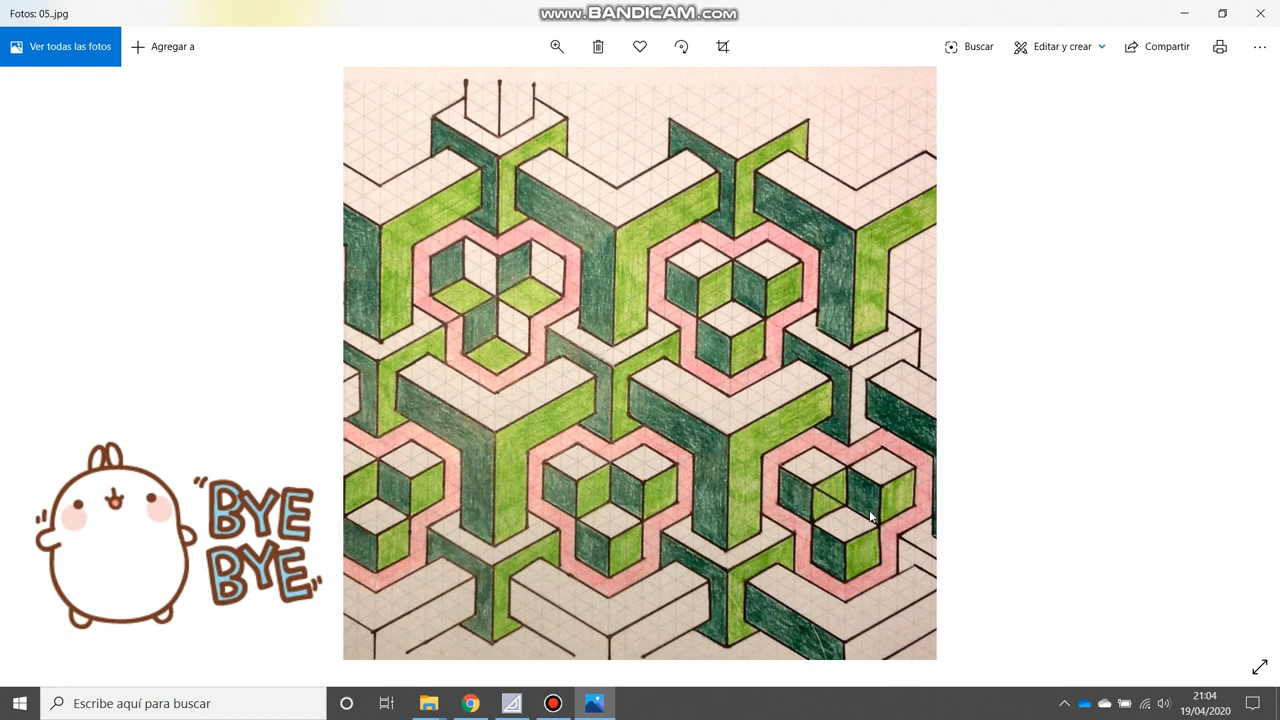 Fotos: 05..jpg
www.BANDICAM.com
Ver todas las fotos
Agregar a
Buscar
Editar y crear
Compartir
"BYE
BYE"
Escribe aquí para buscar
21:04
19/04/2020